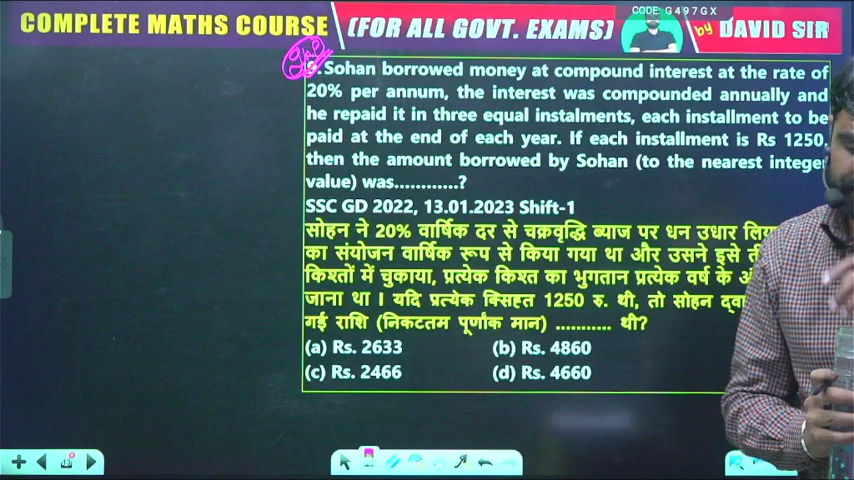 CODE: G497GX
COMPLETE MATHS COURSE (FOR ALL GOVT. EXAMS) by DAVID SIR
9. Sohan borrowed money at compound interest at the rate of
20% per annum, the interest was compounded annually and
he repaid it in three equal instalments, each installment to be
paid at the end of each year. If each installment is Rs 1250,
then the amount borrowed by Sohan (to the nearest integer
value) was............?
SSC GD 2022, 13.01.2023 Shift-1
सोहन ने 20% वार्षिक दर से चक्रवृद्धि ब्याज पर धन उधार
का संयोजन वार्षिक रूप से किया गया था और उसने इसे
किश्तों में चुकाया, प्रत्येक किश्त का भुगतान प्रत्येक वर्ष के
जाना था । यदि प्रत्येक क्सिह्त 1250 रु. थी, तो सोहन
गई राशि (निकटतम पूर्णांक मान) ........... थी?
(a) Rs. 2633 (b) Rs. 4860
(c) Rs. 2466 (d) Rs. 4660